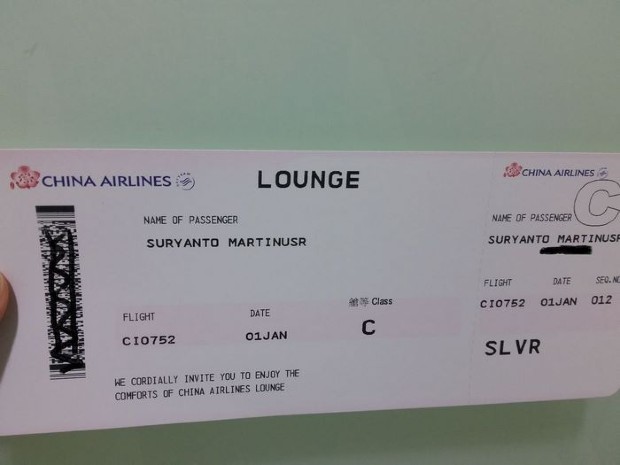 CHINA AIRLINES
LOUNGE
NAME OF PASSENGER
SURYANTO MARTINUSR
FLIGHT
DATE
艙等 Class
CI0752
01JAN
C
WE CORDIALLY INVITE YOU TO ENJOY THE
COMFORTS OF CHINA AIRLINES LOUNGE
CHINA AIRLINES
C
NAME OF PASSENGER
SURYANTO MARTINUSR
FLIGHT DATE SEQ.NO
CI0752 01JAN 012
SLVR